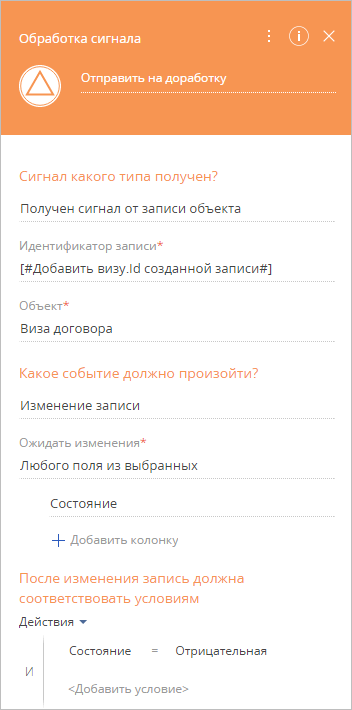 Обработка сигнала
Отправить на доработку
Сигнал какого типа получен?
Получен сигнал от записи объекта
Идентификатор записи*
[#Добавить визу.Id созданной записи#]
Объект*
Виза договора
Какое событие должно произойти?
Изменение записи
Ожидать изменения*
Любого поля из выбранных
Состояние
Добавить колонку
После изменения запись должна
соответствовать условиям
Действия
Состояние = Отрицательная
И
<Добавить условие>